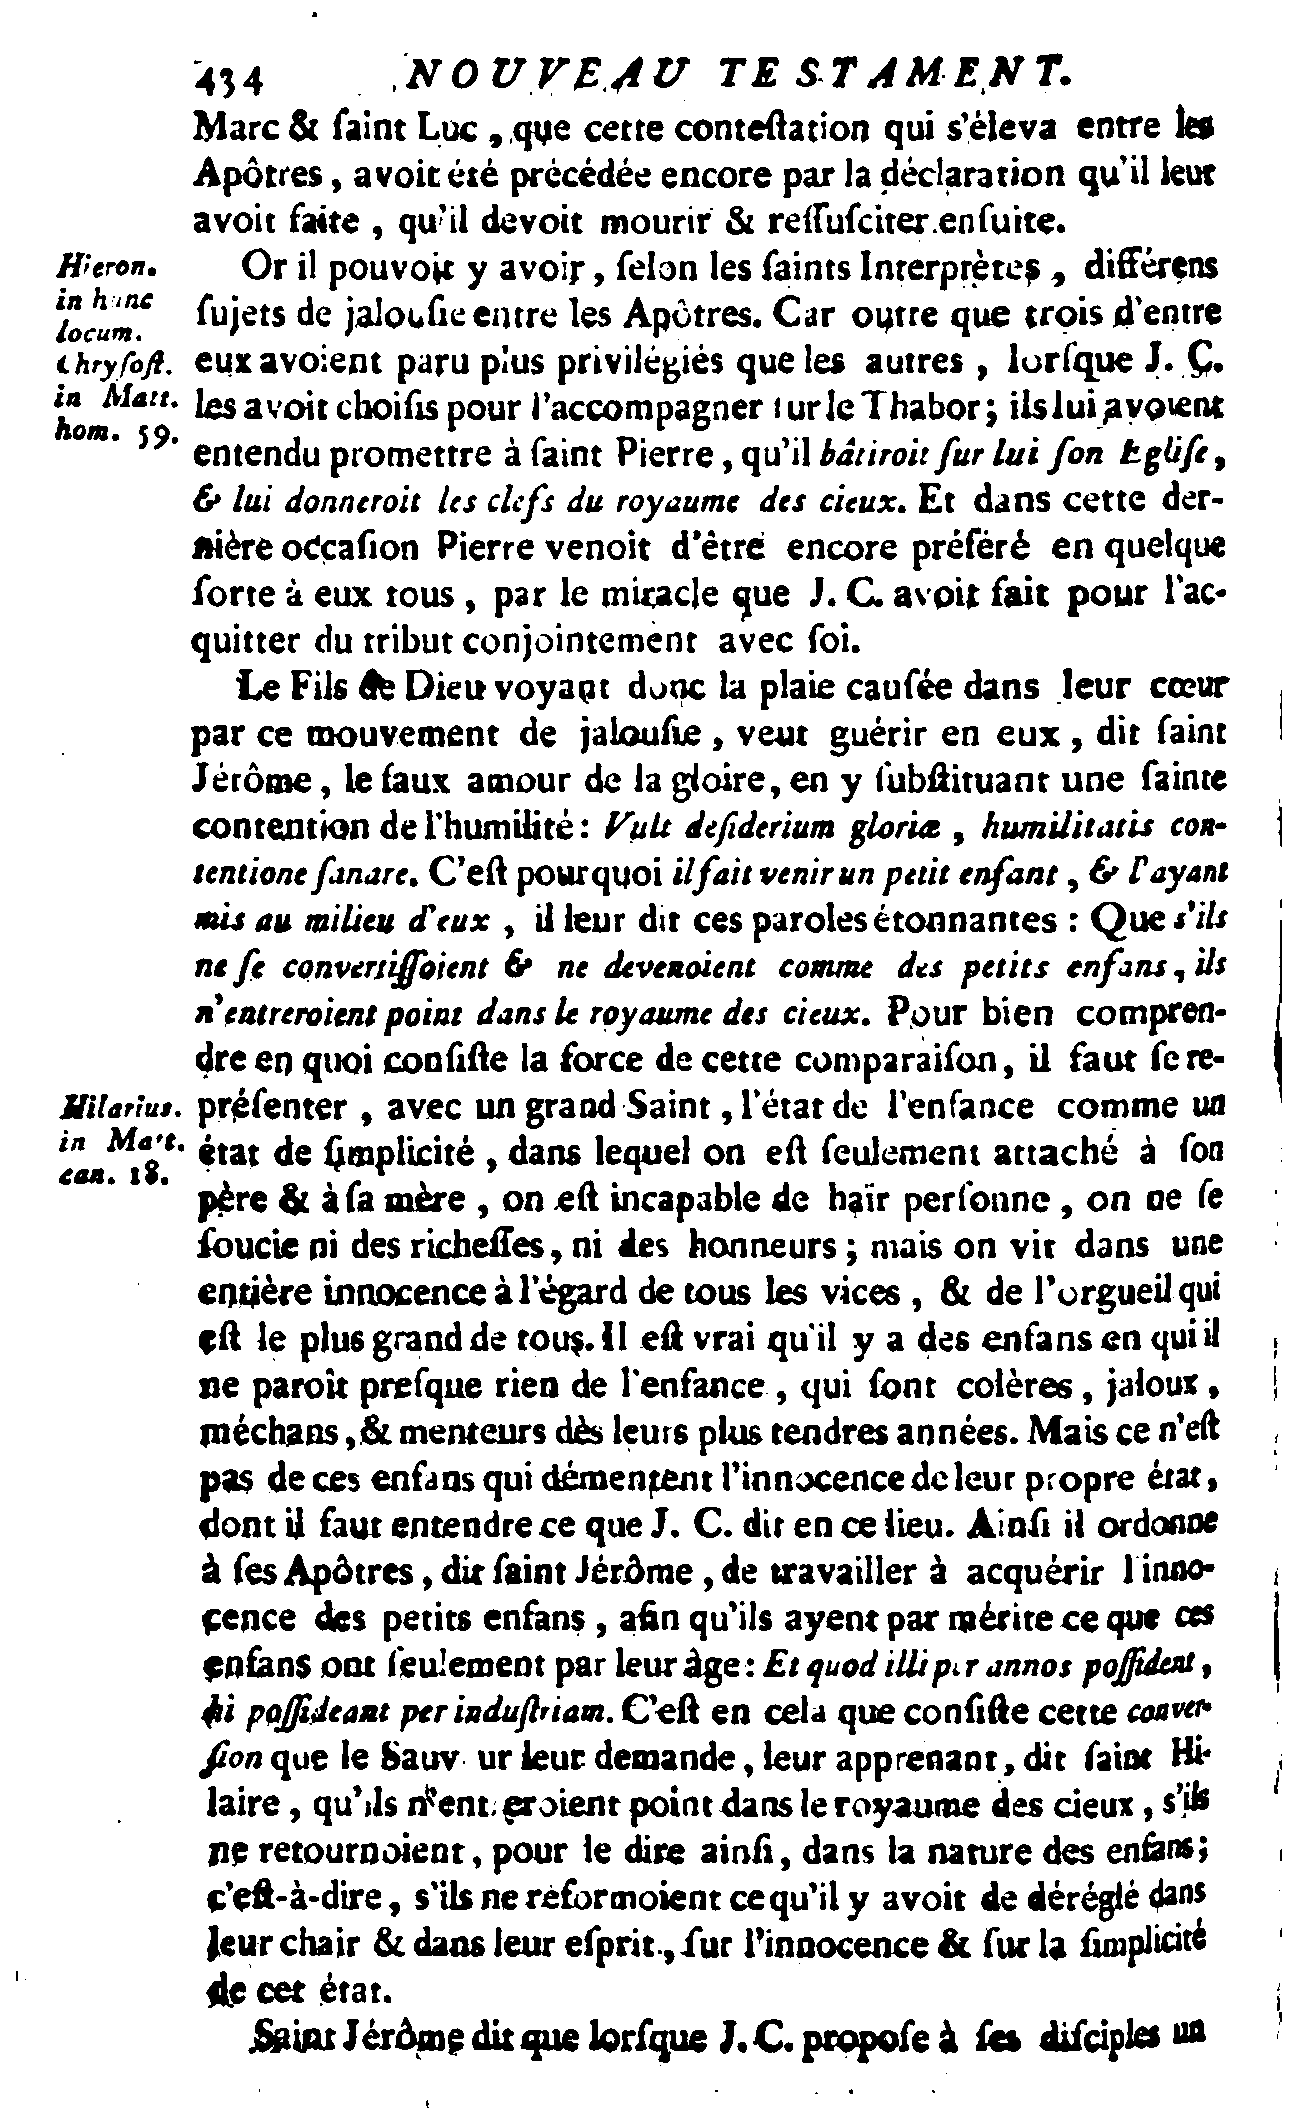 434 NOUVEAU TESTAMENT.
Marc & ſaint Luc, que cette conteſtation qui s'éleva entre les
Apôtres, avoit été précédée encore par la déclaration qu'il leur
avoit faite, qu'il devoit mourir & reſſuſciter enſuite.
Hieron.
in hunc
locum.
Chryſoſt.
in Matt.
hom. 59.
Or il pouvoit y avoir, ſelon les ſaints Interprètes, différens
ſujets de jalouſie entre les Apôtres. Car outre que trois d'entre
eux avoient paru plus privilégiés que les autres, lorſque J. C.
les avoit choiſis pour l'accompagner ſur le Thabor; ils lui avoient
entendu promettre à ſaint Pierre, qu'il bâtiroit ſur lui ſon Egliſe,
& lui donneroit les clefs du royaume des cieux. Et dans cette der-
nière occaſion Pierre venoit d'être encore préféré en quelque
ſorte à eux tous, par le miracle que J. C. avoit fait pour l'ac-
quitter du tribut conjointement avec ſoi.
Le Fils de Dieu voyant donc la plaie cauſée dans leur cœur
par ce mouvement de jalouſie, veut guérir en eux, dit ſaint
Jérôme, le faux amour de la gloire, en y ſubſtituant une ſainte
contention de l'humilité: Vult deſiderium gloriæ, humilitatis con-
tentione ſanare. C'eſt pourquoi il fait venir un petit enfant, & l'ayant
mis au milieu d'eux, il leur dit ces paroles étonnantes: Que s'ils
ne ſe convertiſſoient & ne devenoient comme des petits enfans, ils
n'entreroient point dans le royaume des cieux. Pour bien compren-
dre en quoi conſiſte la force de cette comparaiſon, il faut ſe re-
Hilarius.
in Matt.
can. 18.
préſenter, avec un grand Saint, l'état de l'enfance comme un
état de ſimplicité, dans lequel on eſt ſeulement attaché à ſon
père & à ſa mère, on eſt incapable de haïr perſonne, on ne ſe
ſoucie ni des richeſſes, ni des honneurs; mais on vit dans une
entière innocence à l'égard de tous les vices, & de l'orgueil qui
eſt le plus grand de tous. Il eſt vrai qu'il y a des enfans en qui il
ne paroît preſque rien de l'enfance, qui ſont colères, jaloux,
méchans, & menteurs dès leurs plus tendres années. Mais ce n'eſt
pas de ces enfans qui démentent l'innocence de leur propre état,
dont il faut entendre ce que J. C. dit en ce lieu. Ainſi il ordonne
à ſes Apôtres, dit ſaint Jérôme, de travailler à acquérir l'inno-
cence des petits enfans, afin qu'ils ayent par mérite ce que ces
enfans ont ſeulement par leur âge: Et quod illi per annos poſſident,
hi poſſideant per induſtriam. C'eſt en cela que conſiſte cette conver-
ſion que le Sauveur leur demande, leur apprenant, dit ſaint Hi-
laire, qu'ils n'entreroient point dans le royaume des cieux, s'ils
ne retournoient, pour le dire ainſi, dans la nature des enfans;
c'eſt-à-dire, s'ils ne réformoient ce qu'il y avoit de déréglé dans
leur chair & dans leur eſprit, ſur l'innocence & ſur la ſimplicité
de cet état.
Saint Jérôme dit que lorſque J. C. propoſe à ſes diſciples un